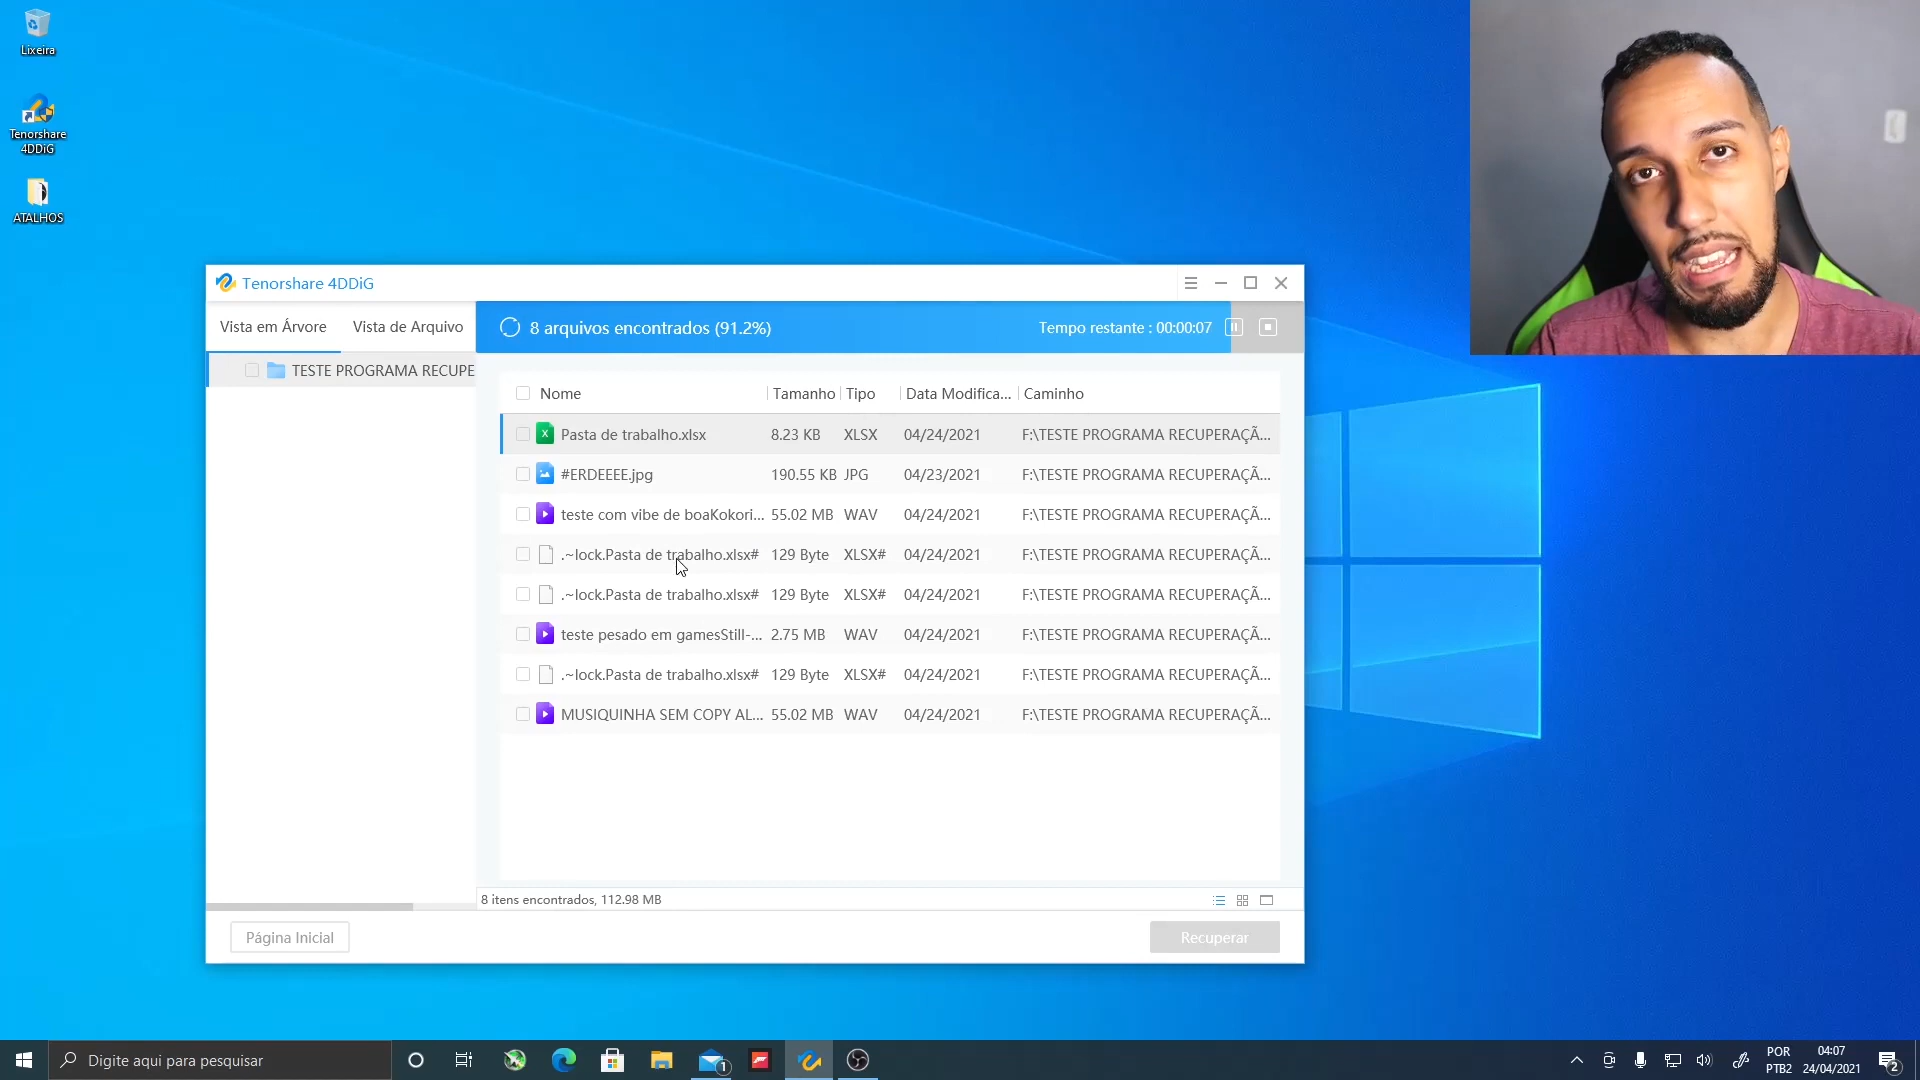 Lixeira
Tenorshare
4DDiG
ATALHOS
Tenorshare 4DDiG
Vista em Árvore
Vista de Arquivo
8 arquivos encontrados (91.2%)
Tempo restante : 00:00:07
TESTE PROGRAMA RECUPE
Nome
Tamanho
Tipo
Data Modifica...
Caminho
Pasta de trabalho.xlsx 8.23 KB XLSX 04/24/2021 F:\TESTE PROGRAMA RECUPERAÇÃ...
#ERDEEEE.jpg 190.55 KB JPG 04/23/2021 F:\TESTE PROGRAMA RECUPERAÇÃ...
teste com vibe de boaKokori... 55.02 MB WAV 04/24/2021 F:\TESTE PROGRAMA RECUPERAÇÃ...
.~lock.Pasta de trabalho.xlsx# 129 Byte XLSX# 04/24/2021 F:\TESTE PROGRAMA RECUPERAÇÃ...
.~lock.Pasta de trabalho.xlsx# 129 Byte XLSX# 04/24/2021 F:\TESTE PROGRAMA RECUPERAÇÃ...
teste pesado em gamesStill-... 2.75 MB WAV 04/24/2021 F:\TESTE PROGRAMA RECUPERAÇÃ...
.~lock.Pasta de trabalho.xlsx# 129 Byte XLSX# 04/24/2021 F:\TESTE PROGRAMA RECUPERAÇÃ...
MUSIQUINHA SEM COPY AL... 55.02 MB WAV 04/24/2021 F:\TESTE PROGRAMA RECUPERAÇÃ...
8 itens encontrados, 112.98 MB
Página Inicial
Recuperar
Digite aqui para pesquisar
1
POR
PTB2
04:07
24/04/2021
2